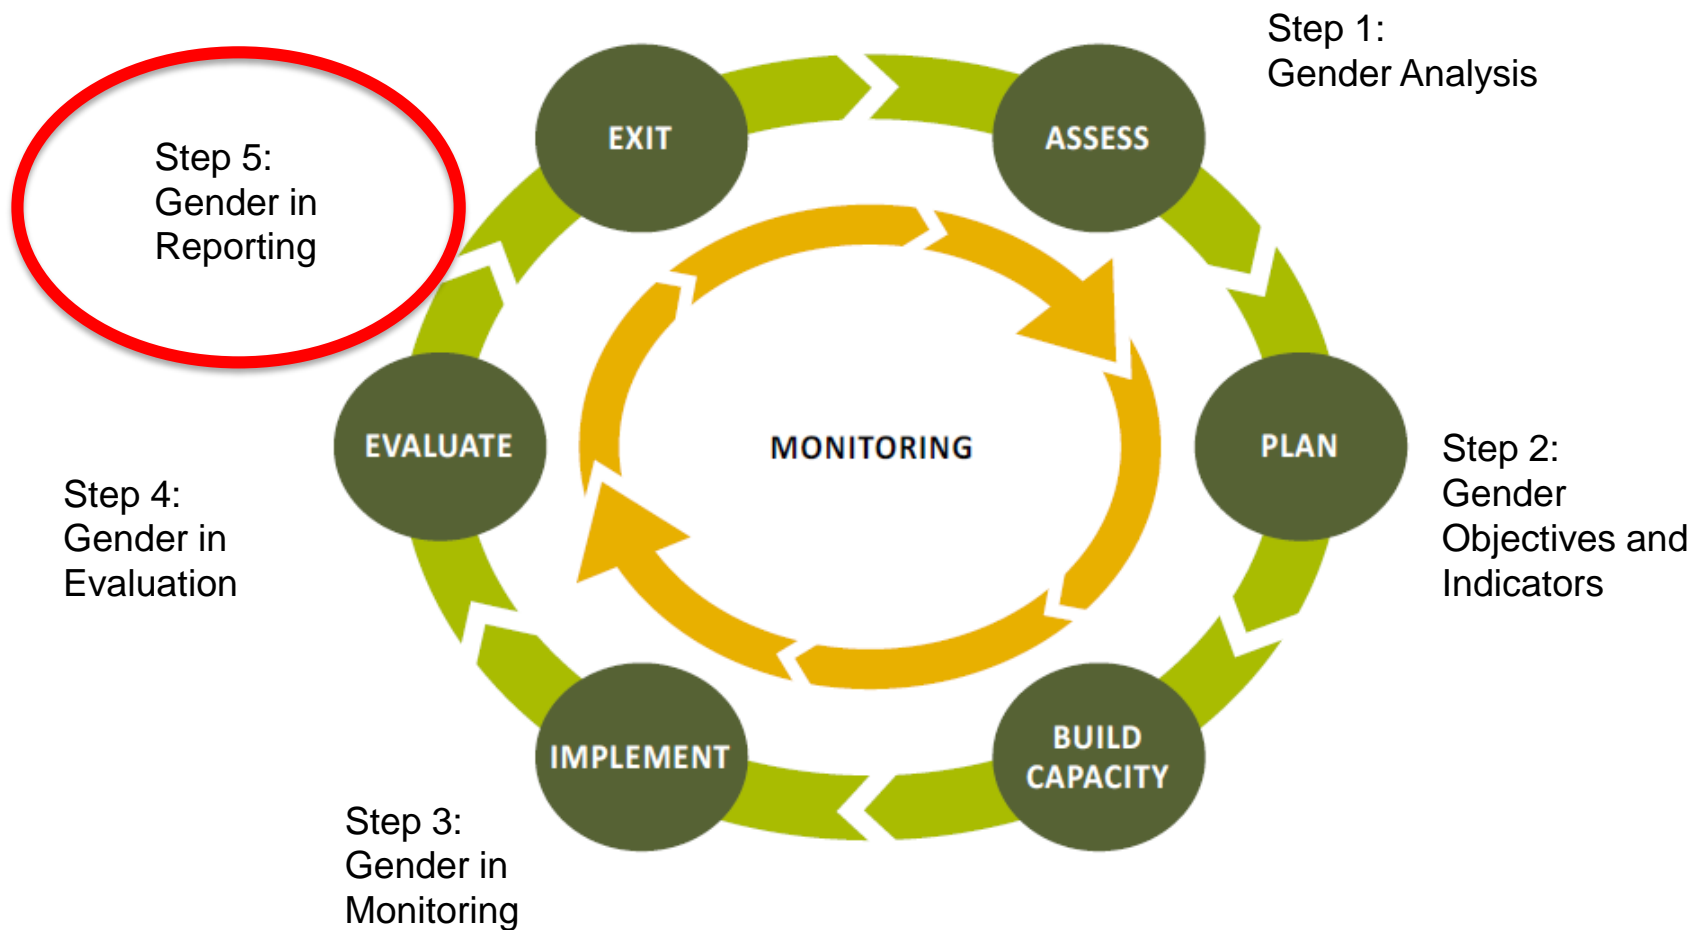 Step 1:
Gender Analysis
EXIT
ASSESS
Step 5:
Gender in
Reporting
EVALUATE
MONITORING
PLAN
Step 2:
Gender
Objectives and
Indicators
Step 4:
Gender in
Evaluation
IMPLEMENT
BUILD
CAPACITY
Step 3:
Gender in
Monitoring